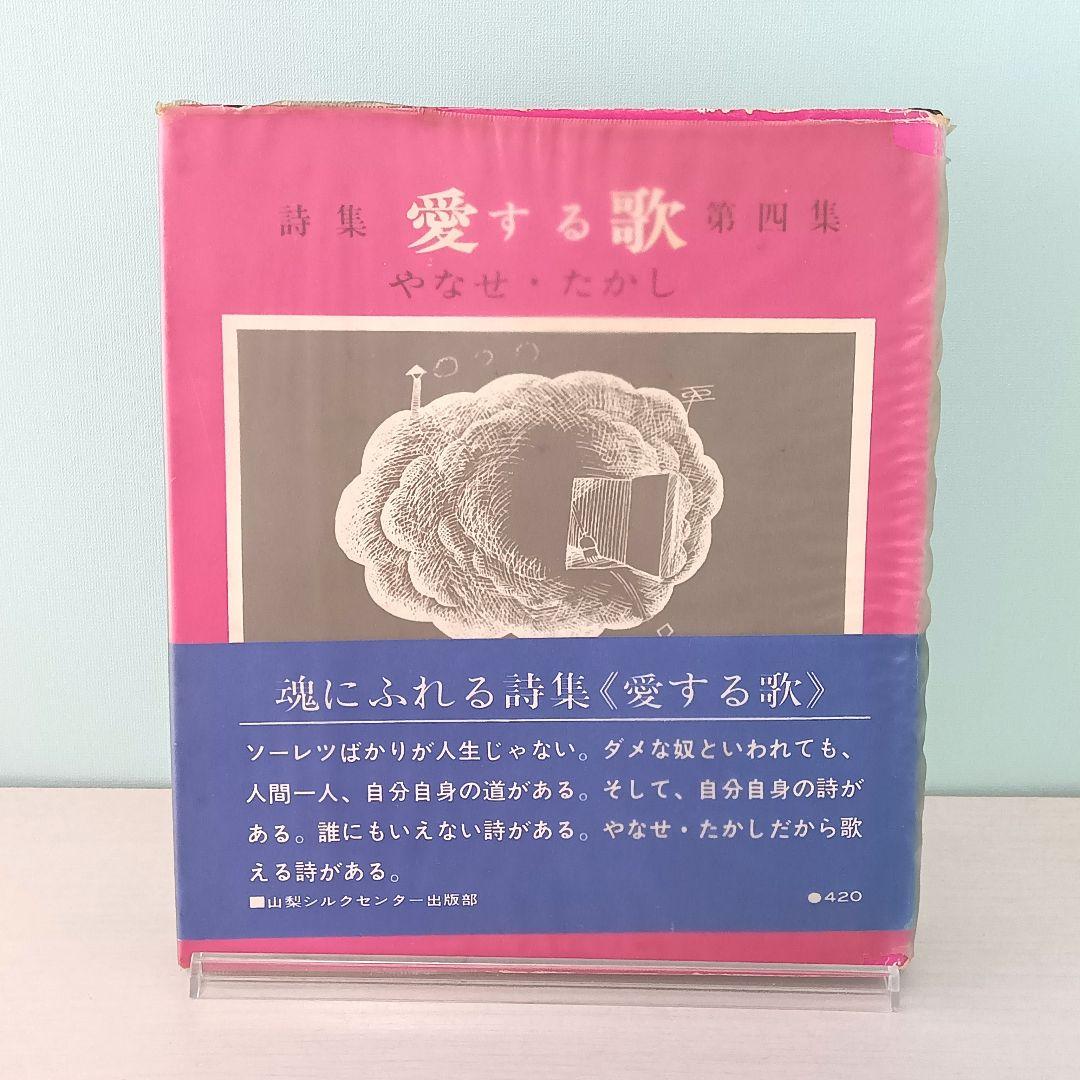 詩集 愛する歌 第四集
やなせ・たかし
魂にふれる詩集《愛する歌》
ソーレツばかりが人生じゃない。ダメな奴といわれても、
人間一人、自分自身の道がある。そして、自分自身の詩が
ある。誰にもいえない詩がある。やなせ・たかしだから歌
える詩がある。
■山梨シルクセンター出版部 ●420